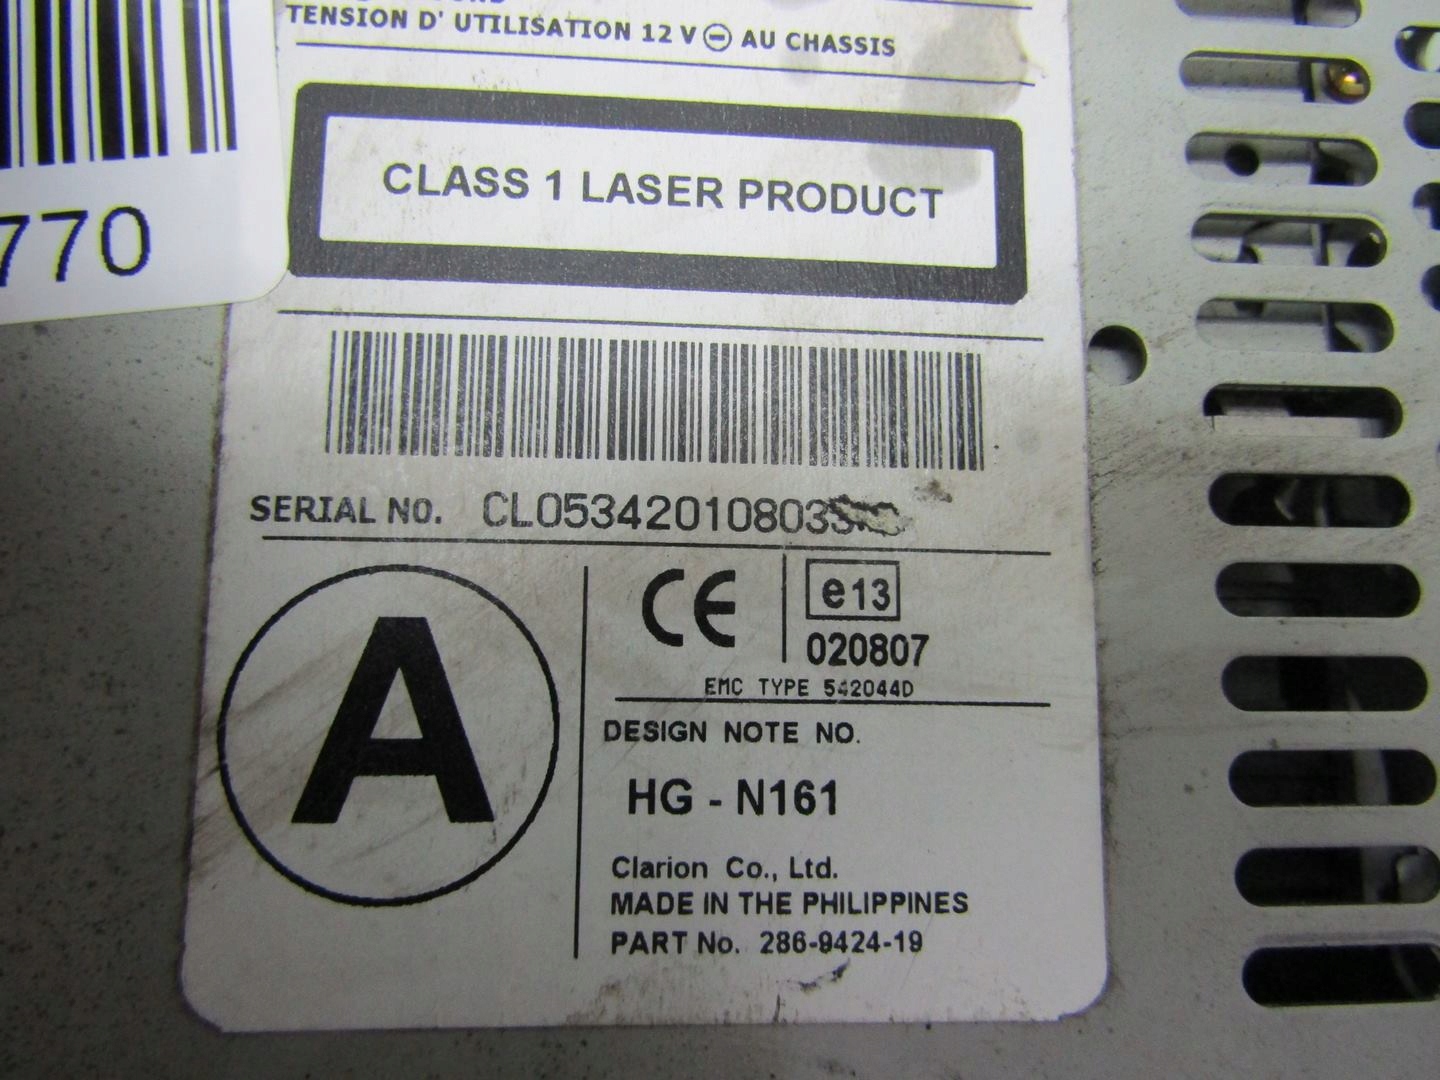 TENSION D' UTILISATION 12 V ⊖ AU CHASSIS
770
CLASS 1 LASER PRODUCT
SERIAL NO.
A
CE
e13
020807
EMC TYPE 542044D
DESIGN NOTE NO.
HG - N161
Clarion Co., Ltd.
MADE IN THE PHILIPPINES
PART No. 286-9424-19